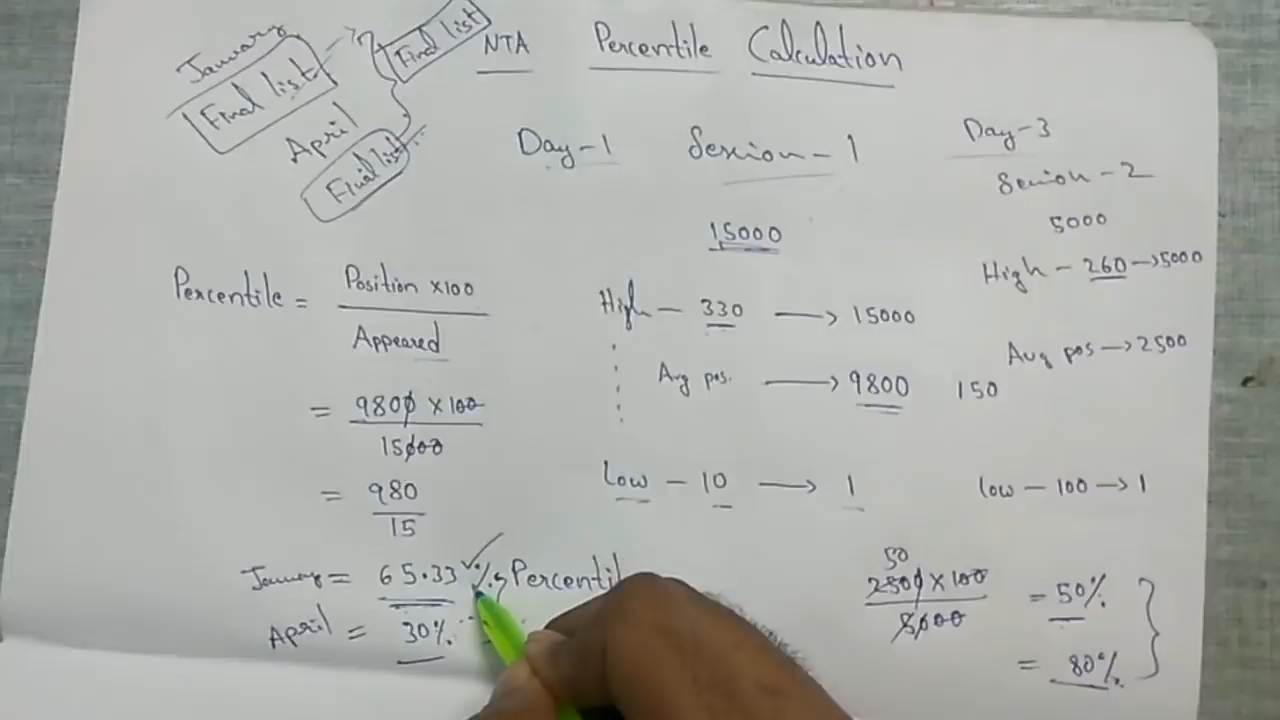 NTA Percentile Calculation
January
Final list
Final list
April
Final list
Day-1 Session-1
15000
Day-3
Session-2
5000
High - 260 → 5000
Avg pos → 2500
150
low - 100 → 1
High - 330 → 15000
Avg pos. → 9800
Low - 10 → 1
Percentile = Position ×100
Appeared
= 9800 × 100
15000
= 980
15
January = 65.33 %
April = 30%
50
2500 × 100
5000
= 50%
= 80%